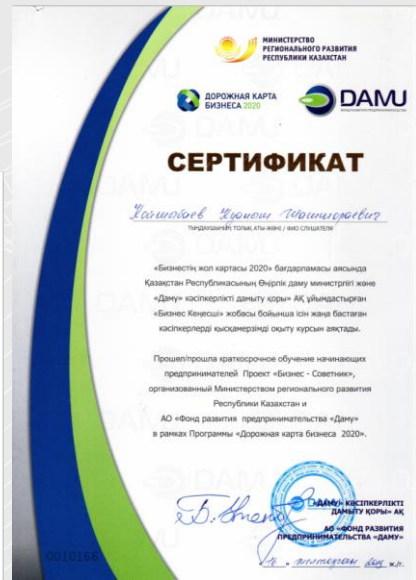 МИНИСТЕРСТВО
РЕГИОНАЛЬНОГО РАЗВИТИЯ
РЕСПУБЛИКИ КАЗАХСТАН
ДОРОЖНАЯ КАРТА
БИЗНЕСА 2020
DAMU
СЕРТИФИКАТ
ТЫҢДАУШЫНЫҢ ТОЛЫҚ АТЫ-ЖӨНІ / ФИО СЛУШАТЕЛЯ
«Бизнестің жол картасы 2020» бағдарламасы аясында
Қазақстан Республикасының Өңірлік даму министрлігі және
«Даму» кәсіпкерлікті дамыту қоры» АҚ ұйымдастырған
«Бизнес Кеңесші» жобасы бойынша ісін жаңа бастаған
кәсіпкерлерді қысқамерзімді оқыту курсын аяқтады.
Прошел/прошла краткосрочное обучение начинающих
предпринимателей Проект «Бизнес - Советник»,
организованный Министерством регионального развития
Республики Казахстан и
АО «Фонд развития предпринимательства «Даму»
в рамках Программы «Дорожная карта бизнеса 2020».
«ДАМУ» КӘСІПКЕРЛІКТІ
ДАМЫТУ ҚОРЫ» АҚ
АО «ФОНД РАЗВИТИЯ
ПРЕДПРИНИМАТЕЛЬСТВА «ДАМУ»
0010166